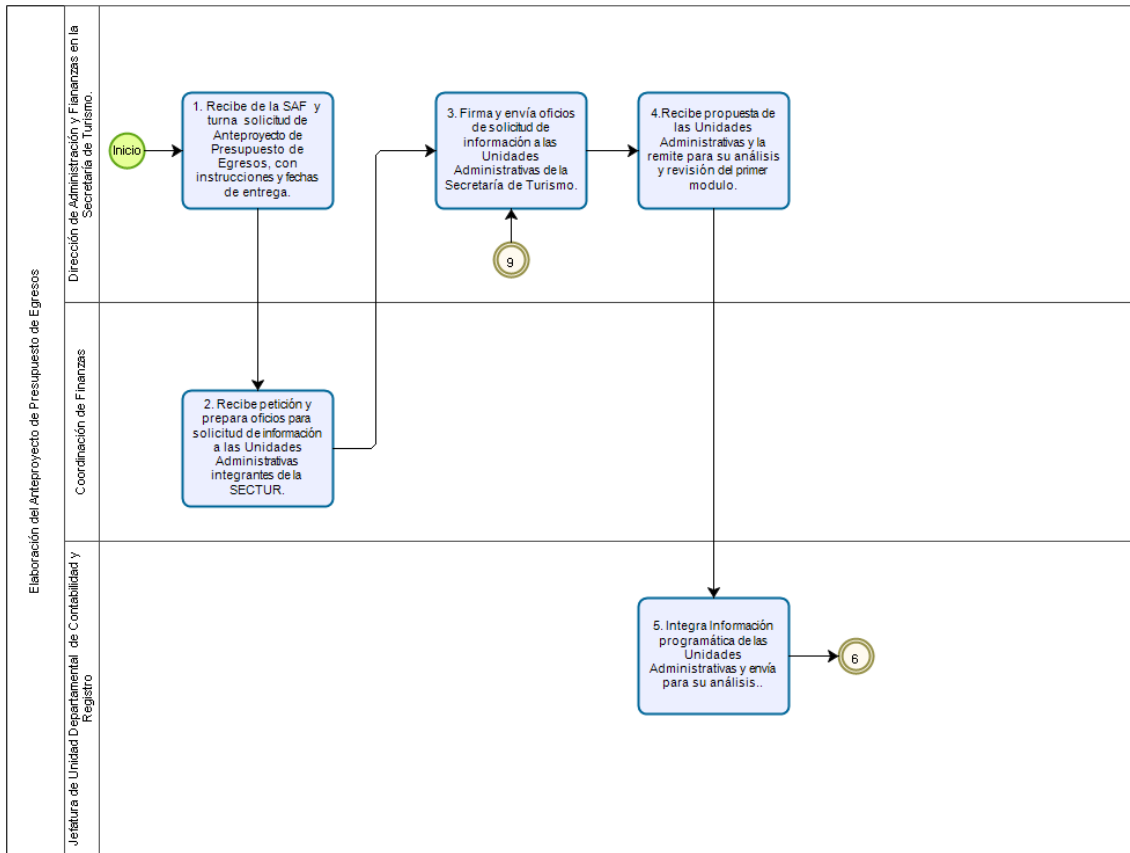 Elaboración del Anteproyecto de Presupuesto de Egresos
Dirección de Administración y Fiananzas en la
Secretaría de Turismo.
Inicio
1. Recibe de la SAF y
turna solicitud de
Anteproyecto de
Presupuesto de
Egresos, con
instrucciones y fechas
de entrega.
3. Firma y envía oficios
de solicitud de
información a las
Unidades
Administrativas de la
Secretaría de Turismo.
4.Recibe propuesta de
las Unidades
Administrativas y la
remite para su análisis
y revisión del primer
modulo.
9
Coordinación de Finanzas
2. Recibe petición y
prepara oficios para
solicitud de información
a las Unidades
Administrativas
integrantes de la
SECTUR.
Jefatura de Unidad Departamental de Contabilidad y
Registro
5. Integra Información
programática de las
Unidades
Administrativas y envía
para su análisis..
6